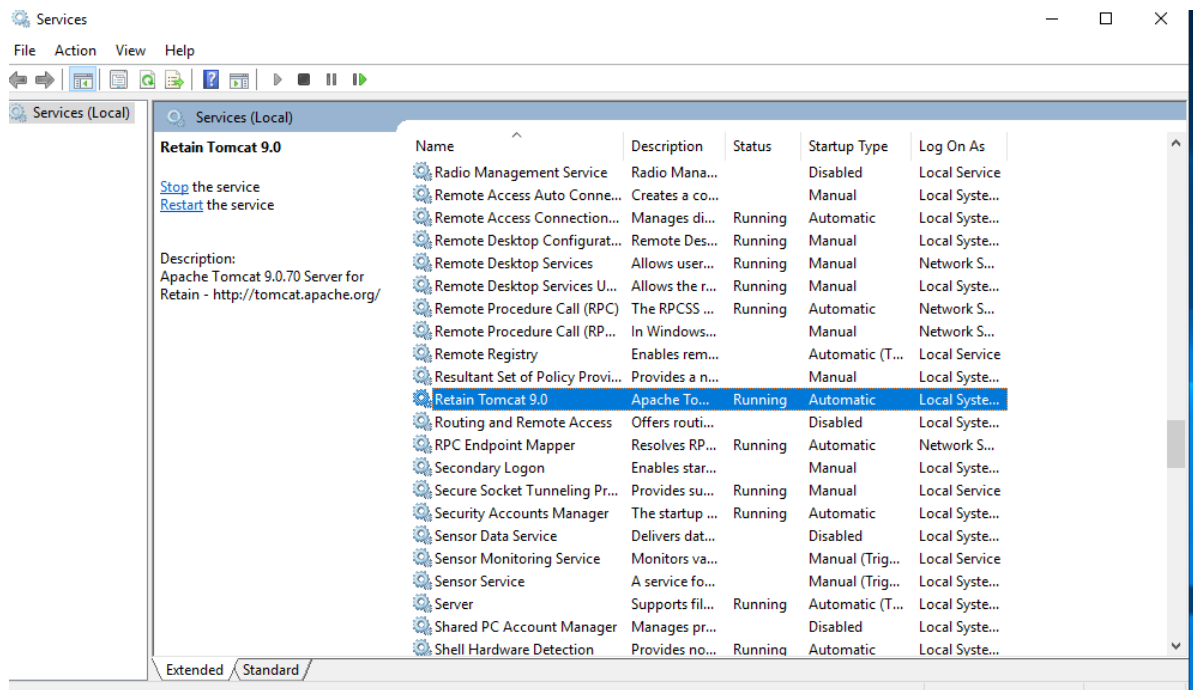 Services
File Action View Help
Services (Local)
Services (Local)
Retain Tomcat 9.0
Stop the service
Restart the service
Description:
Apache Tomcat 9.0.70 Server for
Retain - http://tomcat.apache.org/
Name Description Status Startup Type Log On As
Radio Management Service Radio Mana... Disabled Local Service
Remote Access Auto Conne... Creates a co... Manual Local Syste...
Remote Access Connection... Manages di... Running Automatic Local Syste...
Remote Desktop Configurat... Remote Des... Running Manual Local Syste...
Remote Desktop Services Allows user... Running Manual Network S...
Remote Desktop Services U... Allows the r... Running Manual Local Syste...
Remote Procedure Call (RPC) The RPCSS ... Running Automatic Network S...
Remote Procedure Call (RP... In Windows... Manual Network S...
Remote Registry Enables rem... Automatic (T... Local Service
Resultant Set of Policy Provi... Provides a n... Manual Local Syste...
Retain Tomcat 9.0 Apache To... Running Automatic Local Syste...
Routing and Remote Access Offers routi... Disabled Local Syste...
RPC Endpoint Mapper Resolves RP... Running Automatic Network S...
Secondary Logon Enables star... Manual Local Syste...
Secure Socket Tunneling Pr... Provides su... Running Manual Local Service
Security Accounts Manager The startup ... Running Automatic Local Syste...
Sensor Data Service Delivers dat... Disabled Local Syste...
Sensor Monitoring Service Monitors va... Manual (Trig... Local Service
Sensor Service A service fo... Manual (Trig... Local Syste...
Server Supports fil... Running Automatic (T... Local Syste...
Shared PC Account Manager Manages pr... Disabled Local Syste...
Shell Hardware Detection Provides no... Running Automatic Local Syste...
Extended Standard